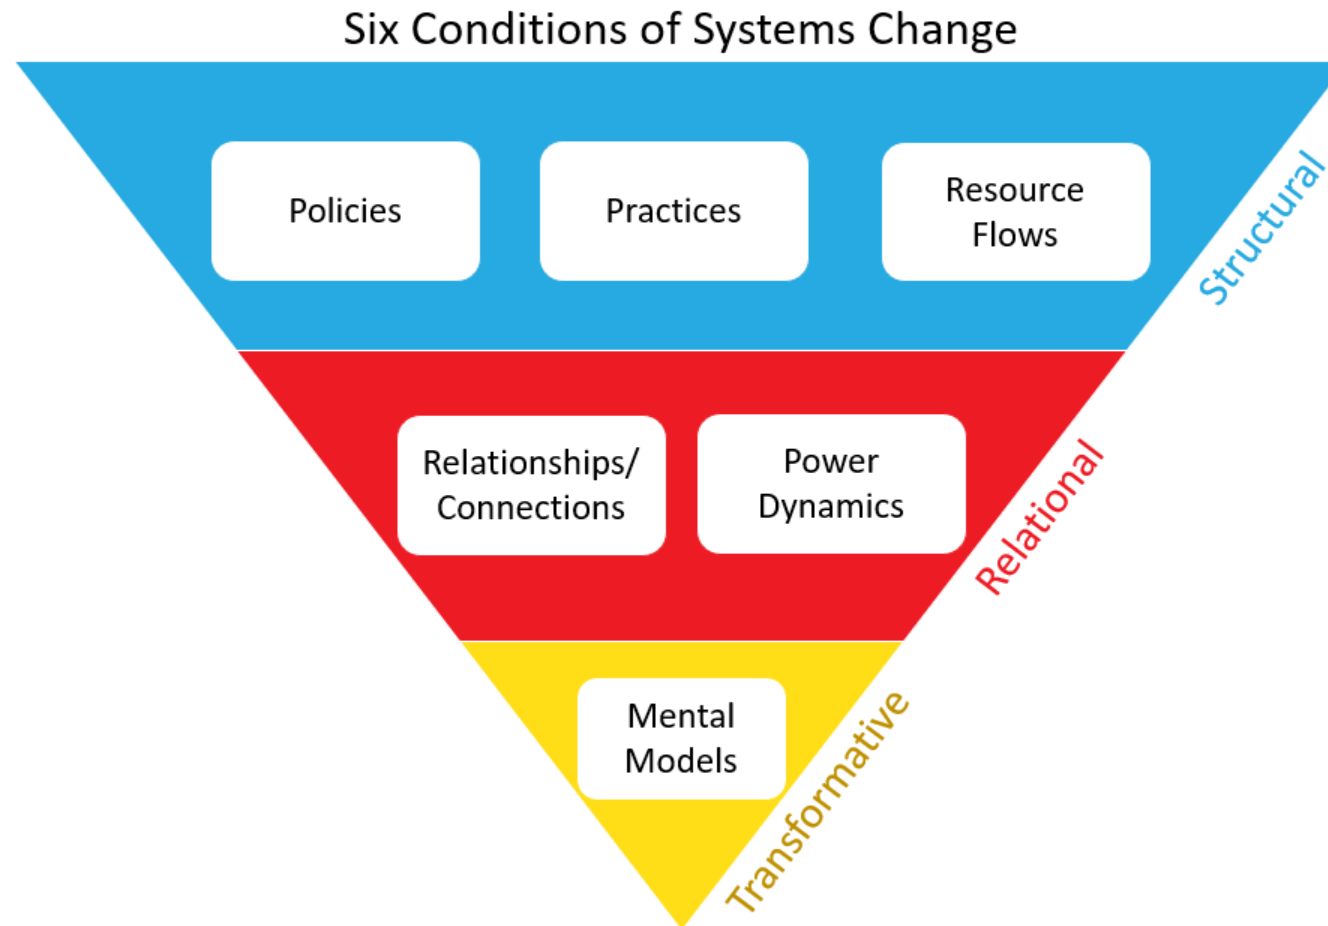 Six Conditions of Systems Change
Policies
Practices
Resource
Flows
Structural
Relationships/
Connections
Power
Dynamics
Relational
Mental
Models
Transformative